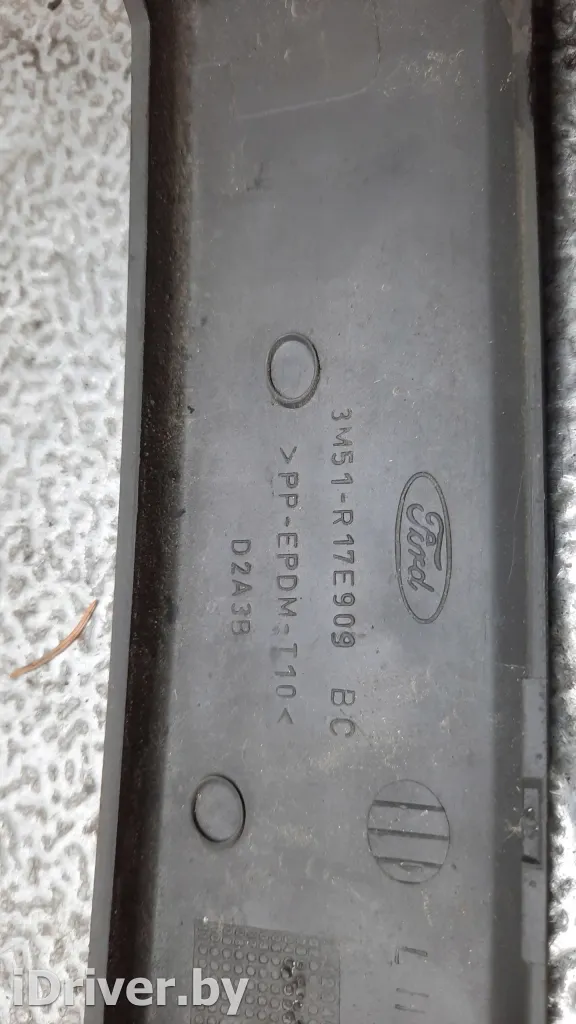 Ford
3M51-R17E909 BC
>PP-EPDM-T10<
D2A3B
iDriver.by